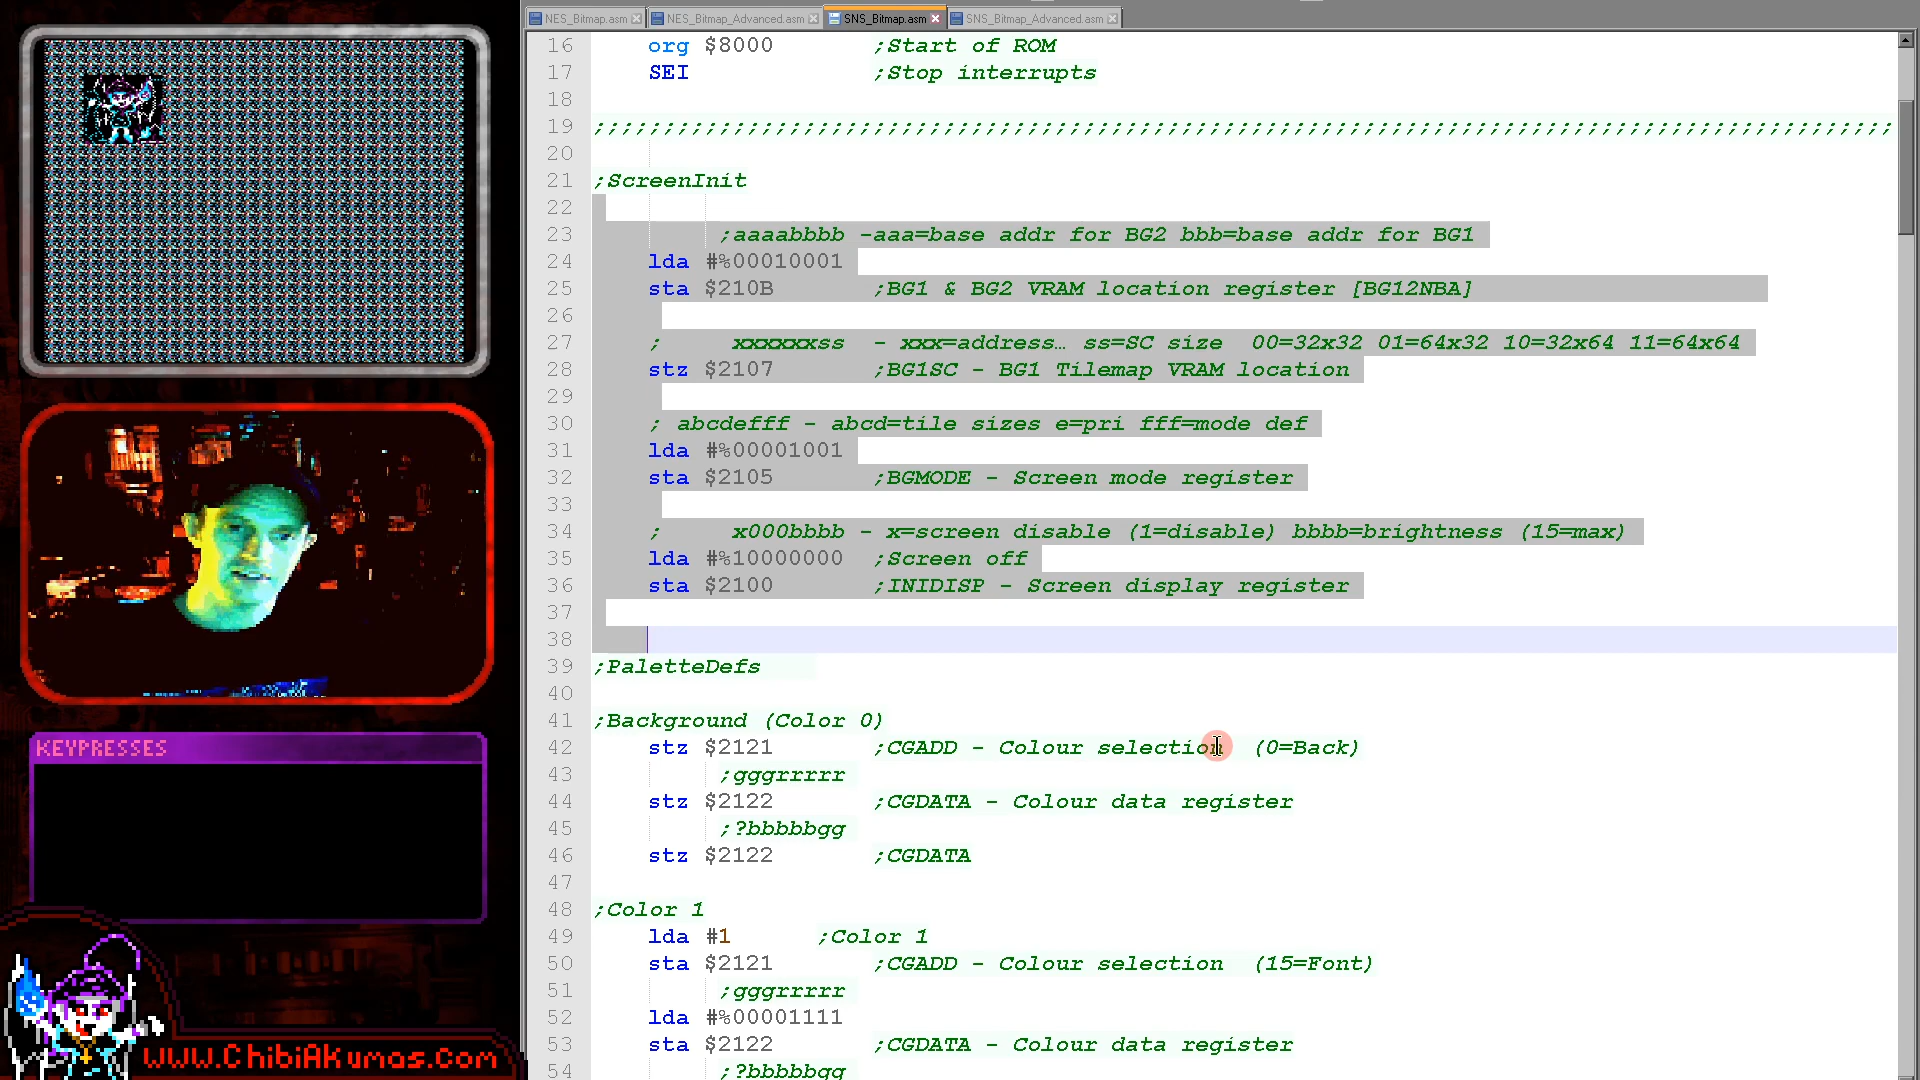 NES_Bitmap.asm NES_Bitmap_Advanced.asm SNS_Bitmap.asm SNS_Bitmap_Advanced.asm
16 org $8000 ;Start of ROM
17 SEI ;Stop interrupts
18
19 ;;;;;;;;;;;;;;;;;;;;;;;;;;;;;;;;;;;;;;;;;;;;;;;;;;;;;;;;;;;;;;;;;;;;;;;;;;;;;;;;;;;;;;;;;;;;;
20
21 ;ScreenInit
22
23 ;aaaabbbb -aaa=base addr for BG2 bbb=base addr for BG1
24 lda #%00010001
25 sta $210B ;BG1 & BG2 VRAM location register [BG12NBA]
26
27 ; xxxxxxss - xxx=address… ss=SC size 00=32x32 01=64x32 10=32x64 11=64x64
28 stz $2107 ;BG1SC - BG1 Tilemap VRAM location
29
30 ; abcdefff - abcd=tile sizes e=pri fff=mode def
31 lda #%00001001
32 sta $2105 ;BGMODE - Screen mode register
33
34 ; x000bbbb - x=screen disable (1=disable) bbbb=brightness (15=max)
35 lda #%10000000 ;Screen off
36 sta $2100 ;INIDISP - Screen display register
37
38
39 ;PaletteDefs
40
41 ;Background (Color 0)
42 stz $2121 ;CGADD - Colour selection (0=Back)
43 ;gggrrrrr
44 stz $2122 ;CGDATA - Colour data register
45 ;?bbbbbgg
46 stz $2122 ;CGDATA
47
48 ;Color 1
49 lda #1 ;Color 1
50 sta $2121 ;CGADD - Colour selection (15=Font)
51 ;gggrrrrr
52 lda #%00001111
53 sta $2122 ;CGDATA - Colour data register
54 ;?bbbbbgg
KEYPRESSES
www.ChibiAkumas.com